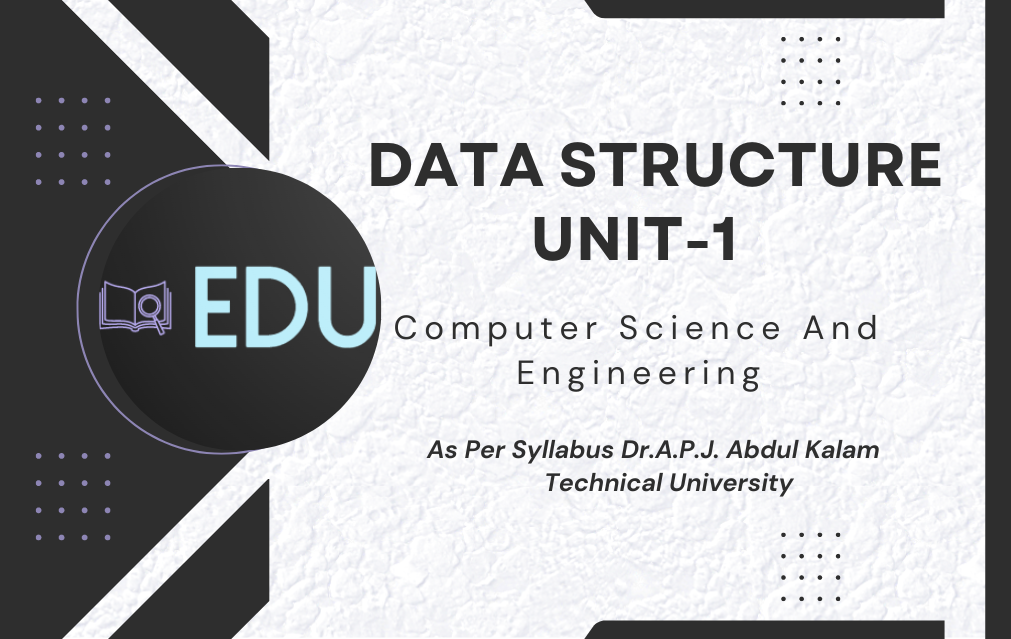 DATA STRUCTURE
UNIT-1
EDU
Computer Science And
Engineering
As Per Syllabus Dr.A.P.J. Abdul Kalam
Technical University